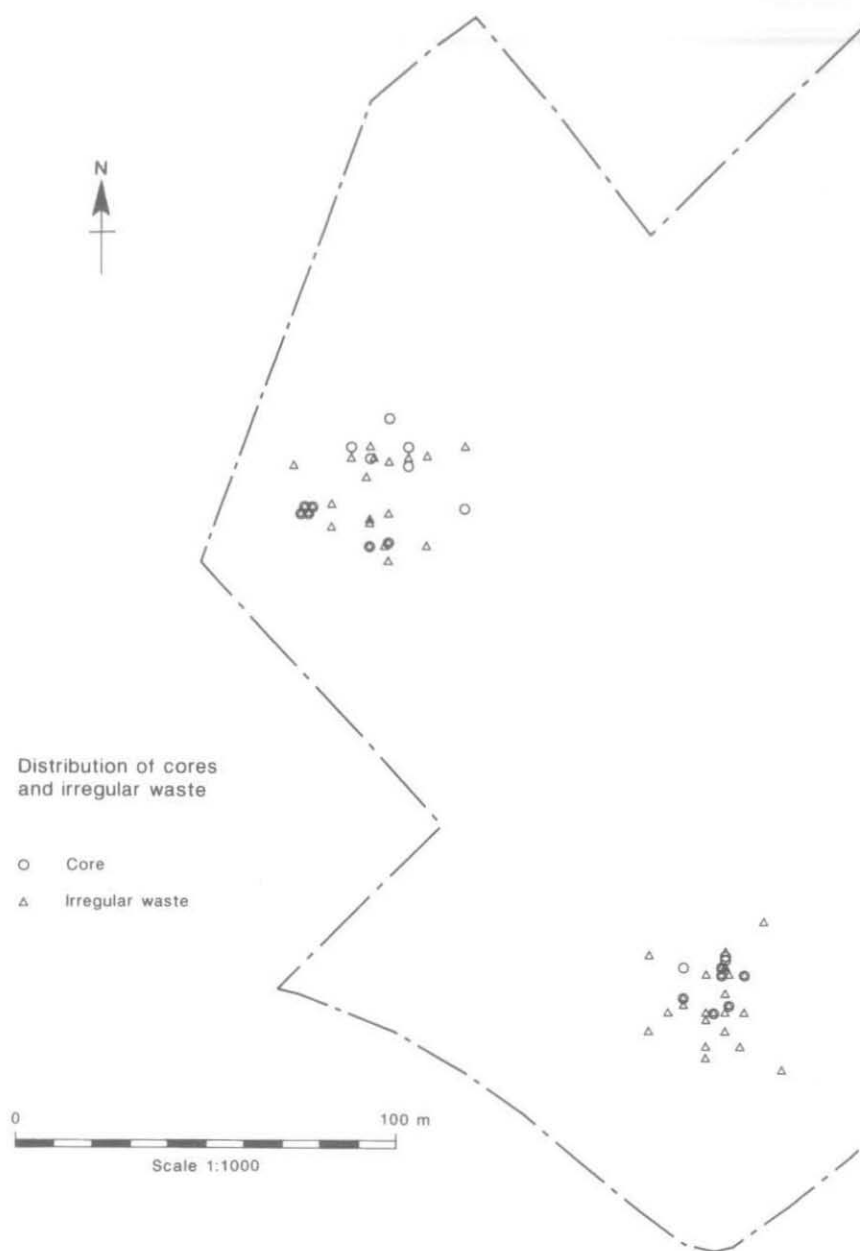 N
Distribution of cores
and irregular waste
Core
Irregular waste
0 100 m
Scale 1:1000